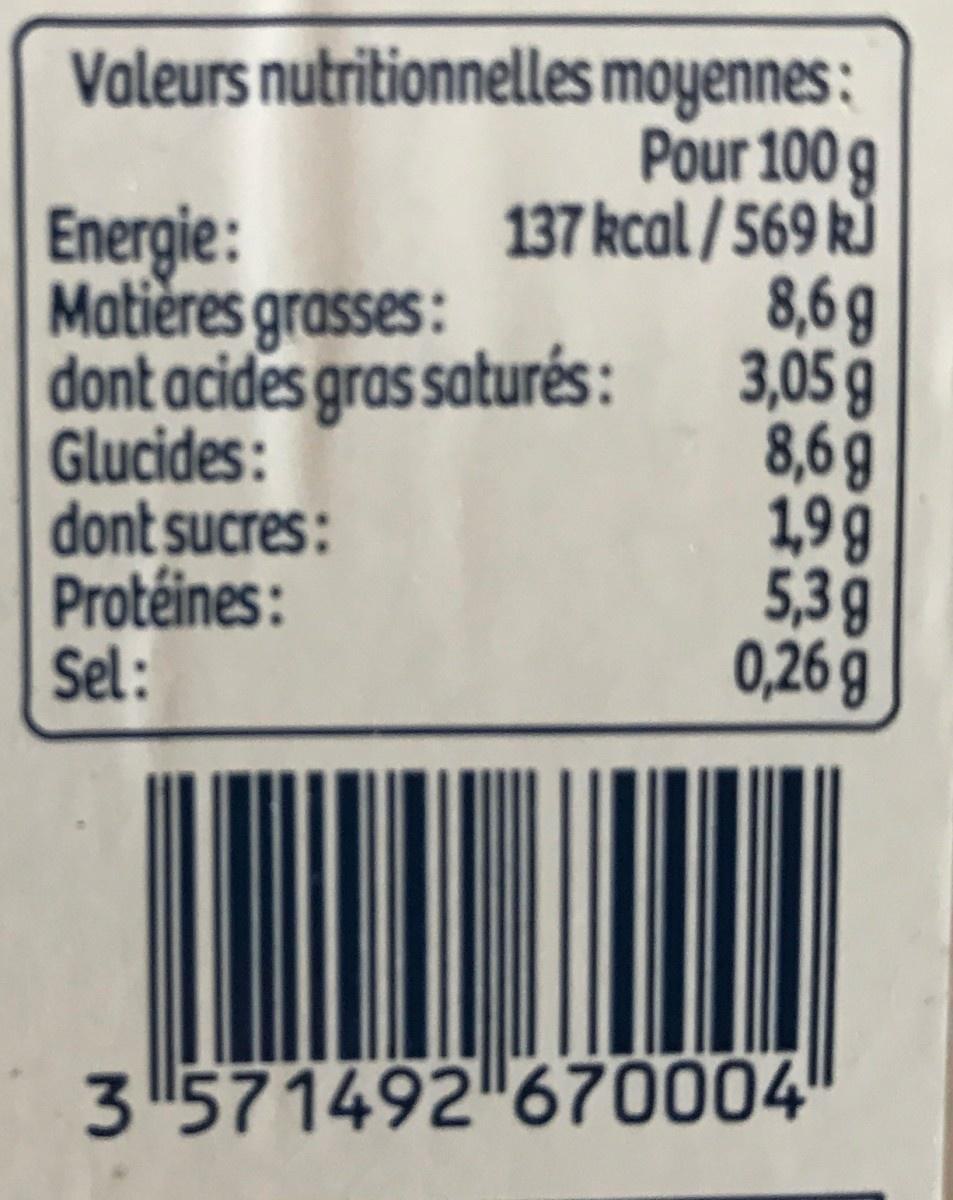 Valeurs nutritionnelles moyennes :
Pour 100 g
Energie : 137 kcal / 569 kJ
Matières grasses : 8,6 g
dont acides gras saturés : 3,05 g
Glucides : 8,6 g
dont sucres : 1,9 g
Protéines : 5,3 g
Sel : 0,26 g
3 571492 670004